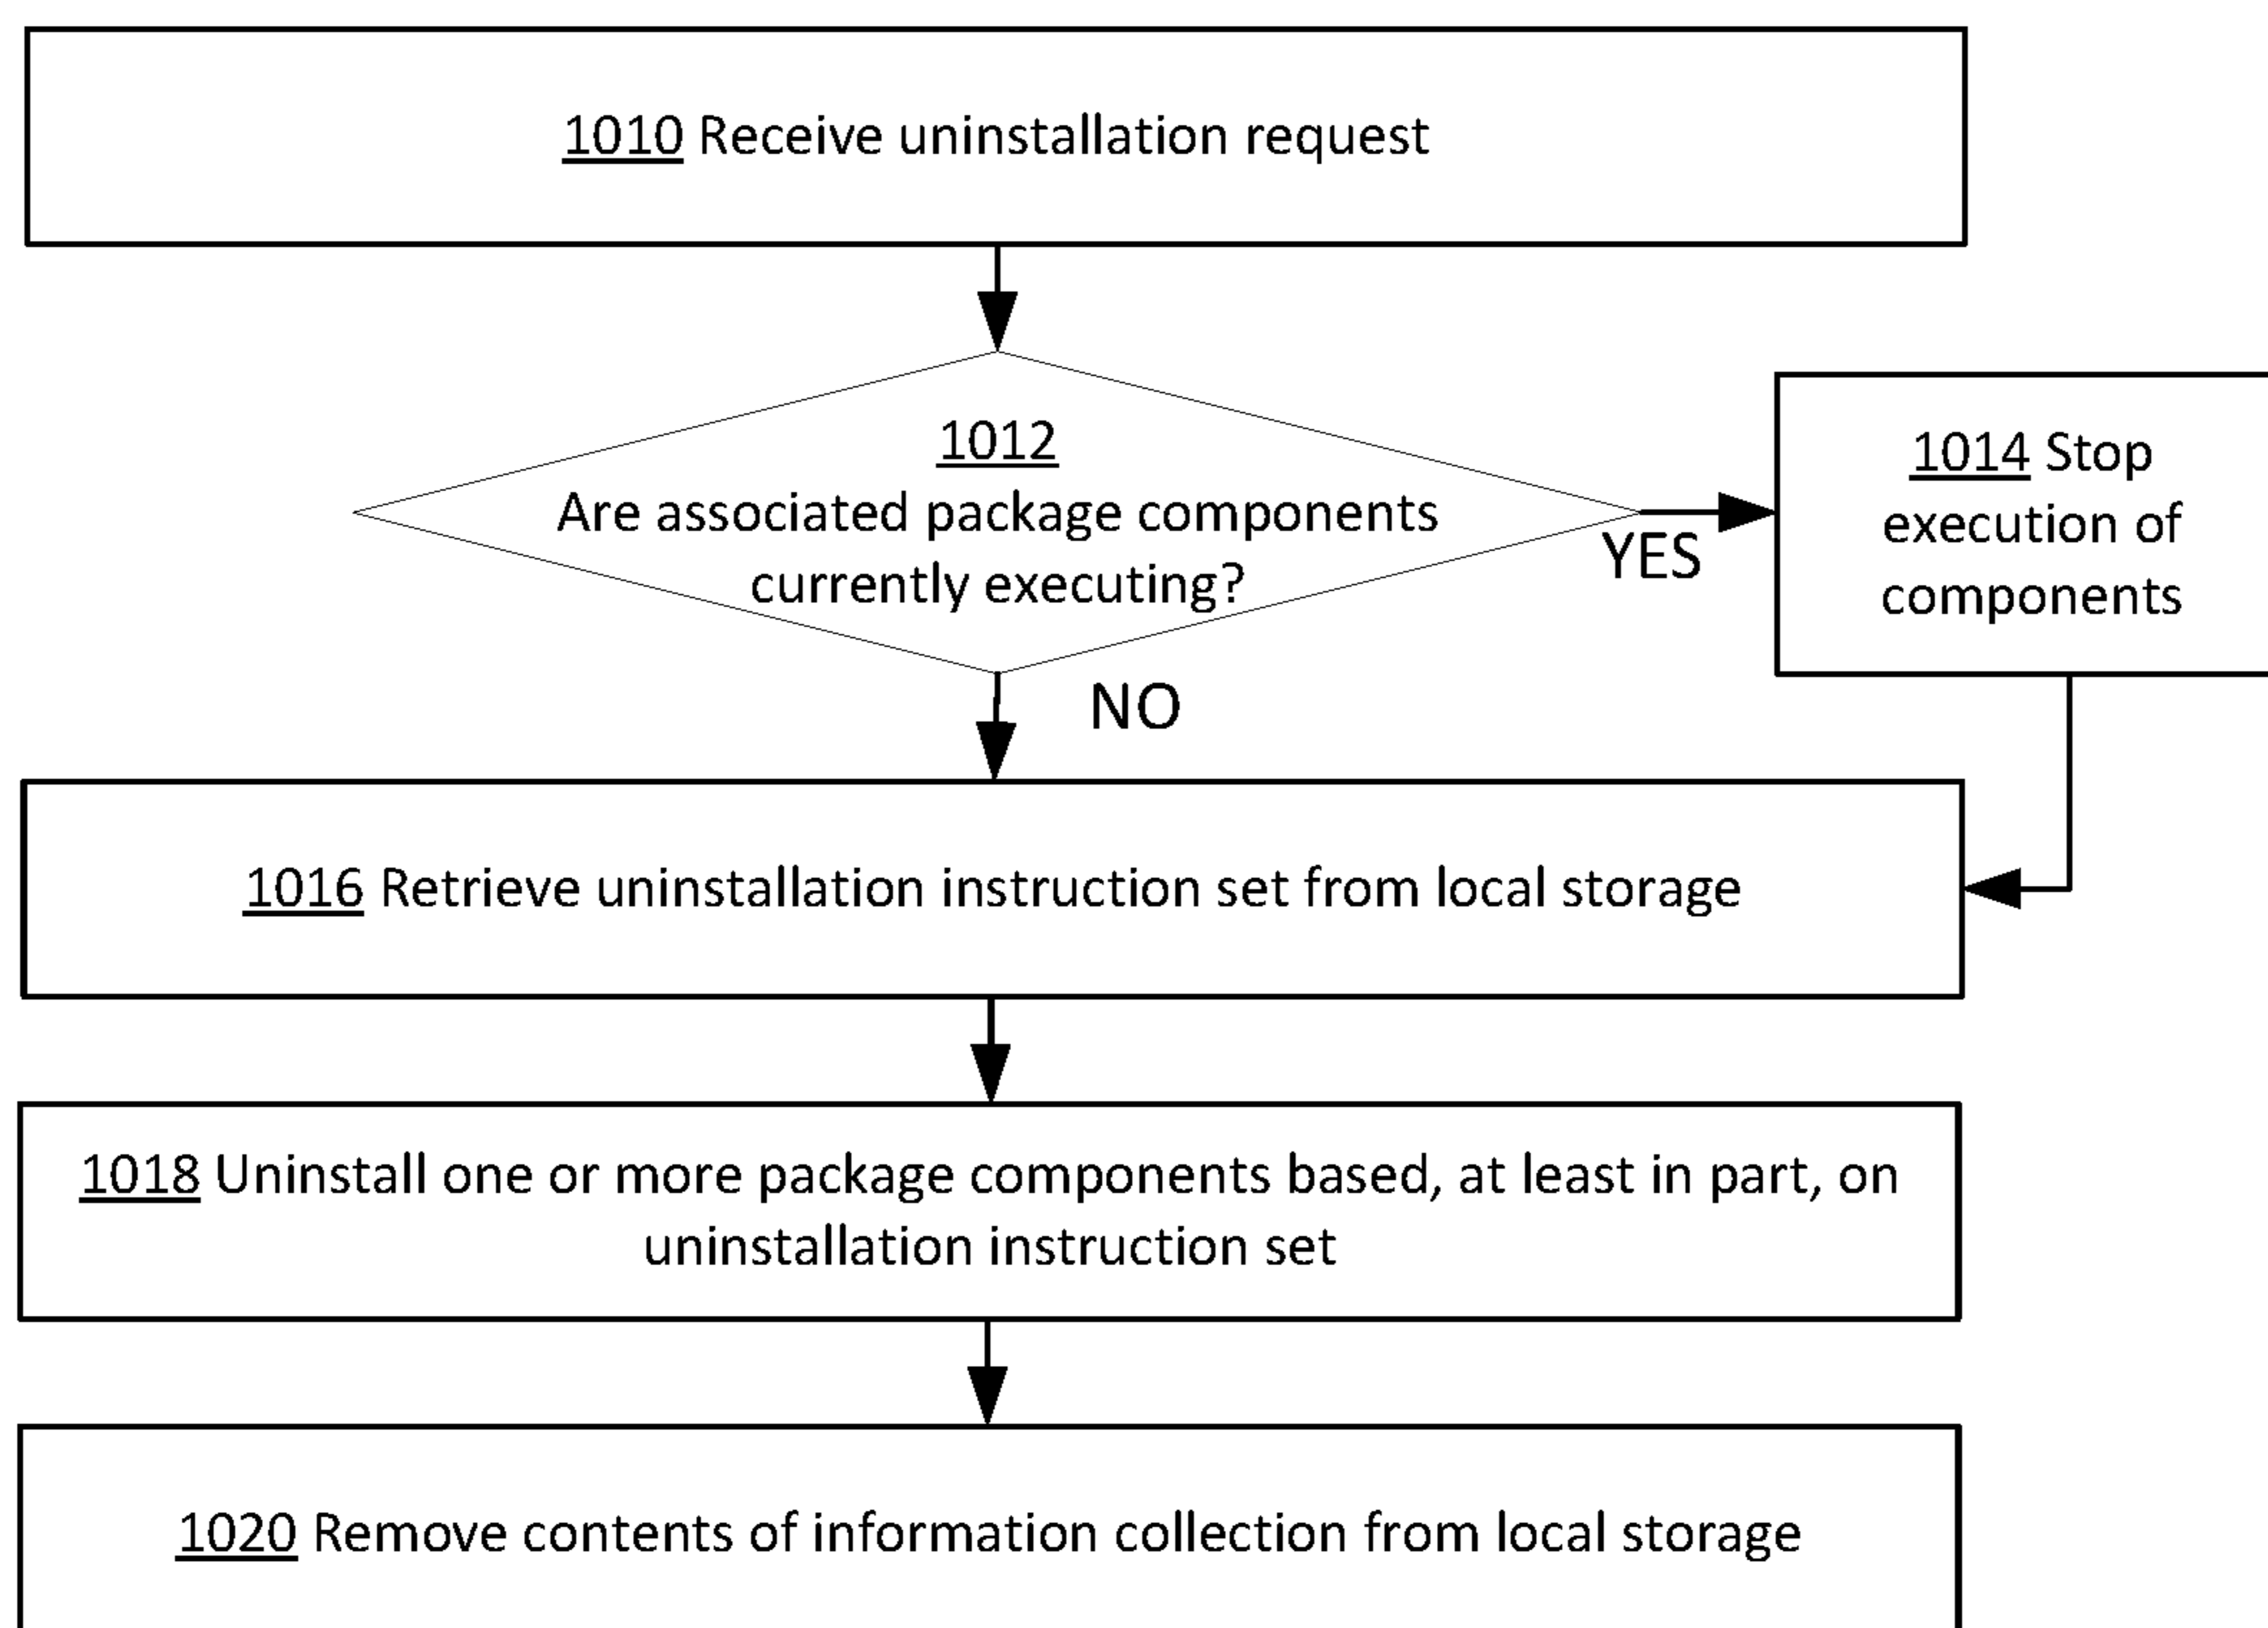 1010 Receive uninstallation request
1012
Are associated package components
currently executing?
YES
1014 Stop
execution of
components
NO
1016 Retrieve uninstallation instruction set from local storage
1018 Uninstall one or more package components based, at least in part, on
uninstallation instruction set
1020 Remove contents of information collection from local storage